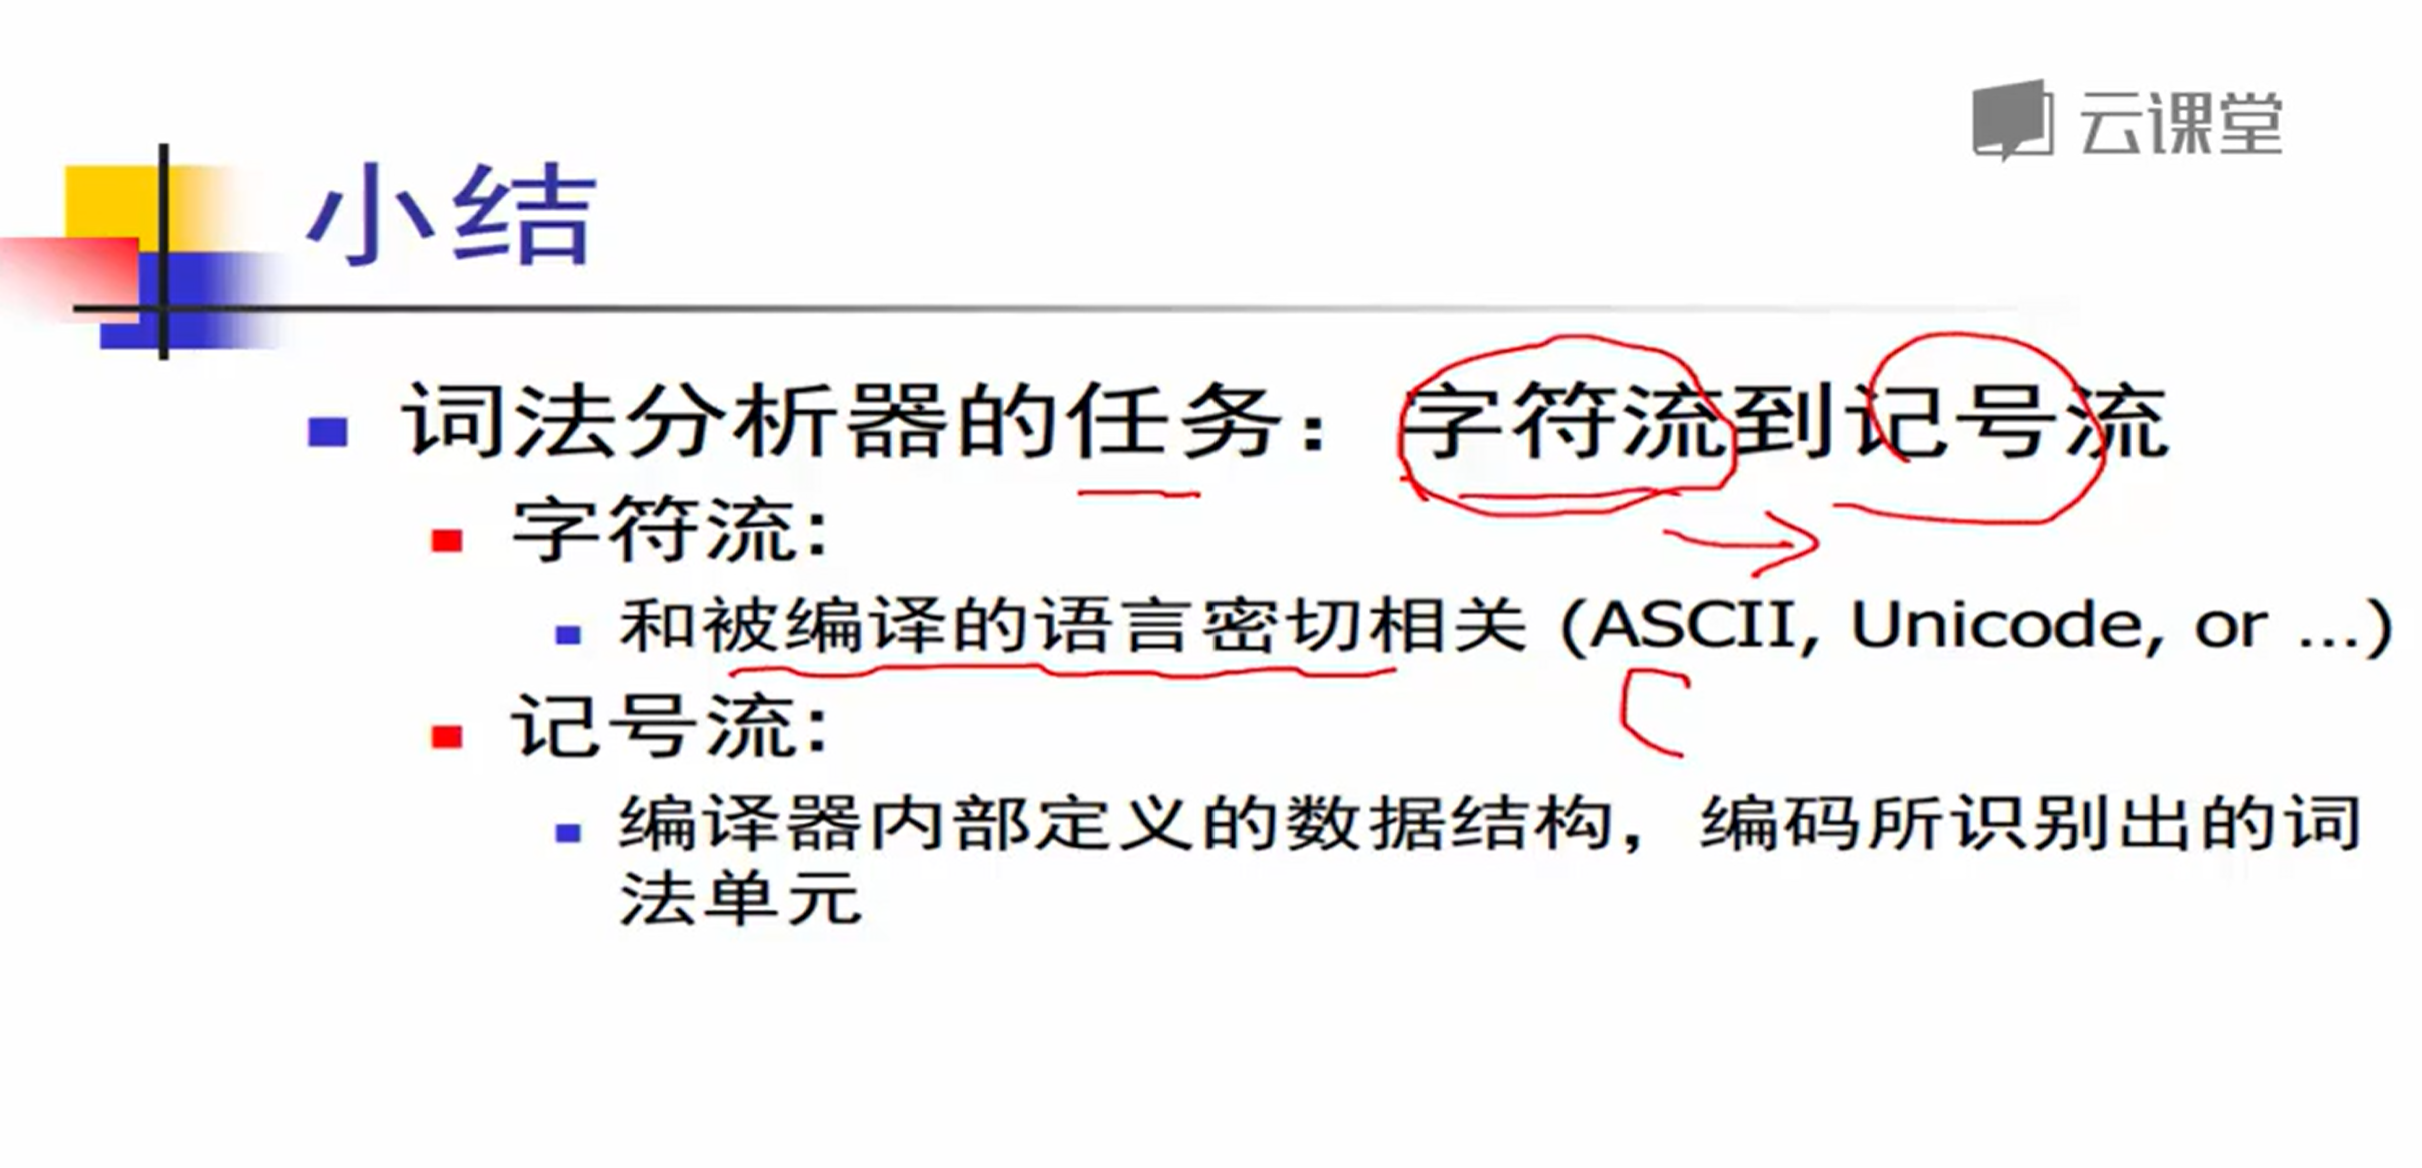 云课堂
小结
词法分析器的任务：字符流到记号流
字符流:
和被编译的语言密切相关 (ASCII, Unicode, or ...)
C
记号流:
编译器内部定义的数据结构，编码所识别出的词
法单元